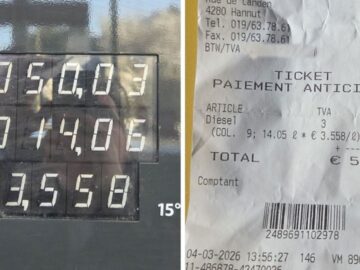 050,03
014,06
3,558
15°
Rue de Landen
4280 Hannut
Tel. 019/63.78.61
Fax. 019/63.78.61
BTW/TVA
TICKET
PAIEMENT ANTICI
ARTICLE TVA
Diesel 3
(COL. 9; 14.05 ℓ * € 3.558/ℓ)
TOTAL € 5
Comptant
2489691102978
04-03-2026 13:56:27 146 VM 89